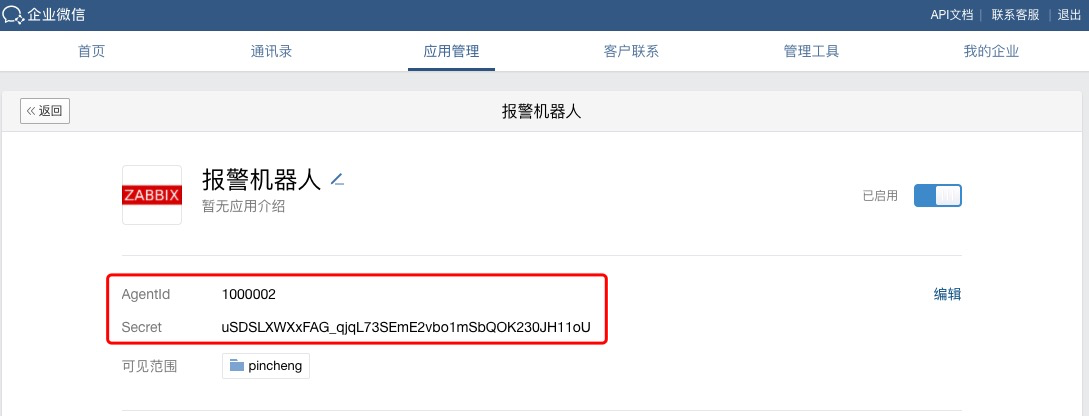 企业微信 API文档 | 联系客服 | 退出
首页 通讯录 应用管理 客户联系 管理工具 我的企业
« 返回 报警机器人
ZABBIX 报警机器人
暂无应用介绍 已启用
AgentId 1000002 编辑
Secret uSDSLXWXxFAG_qjqL73SEmE2vbo1mSbQOK230JH11oU
可见范围 pincheng